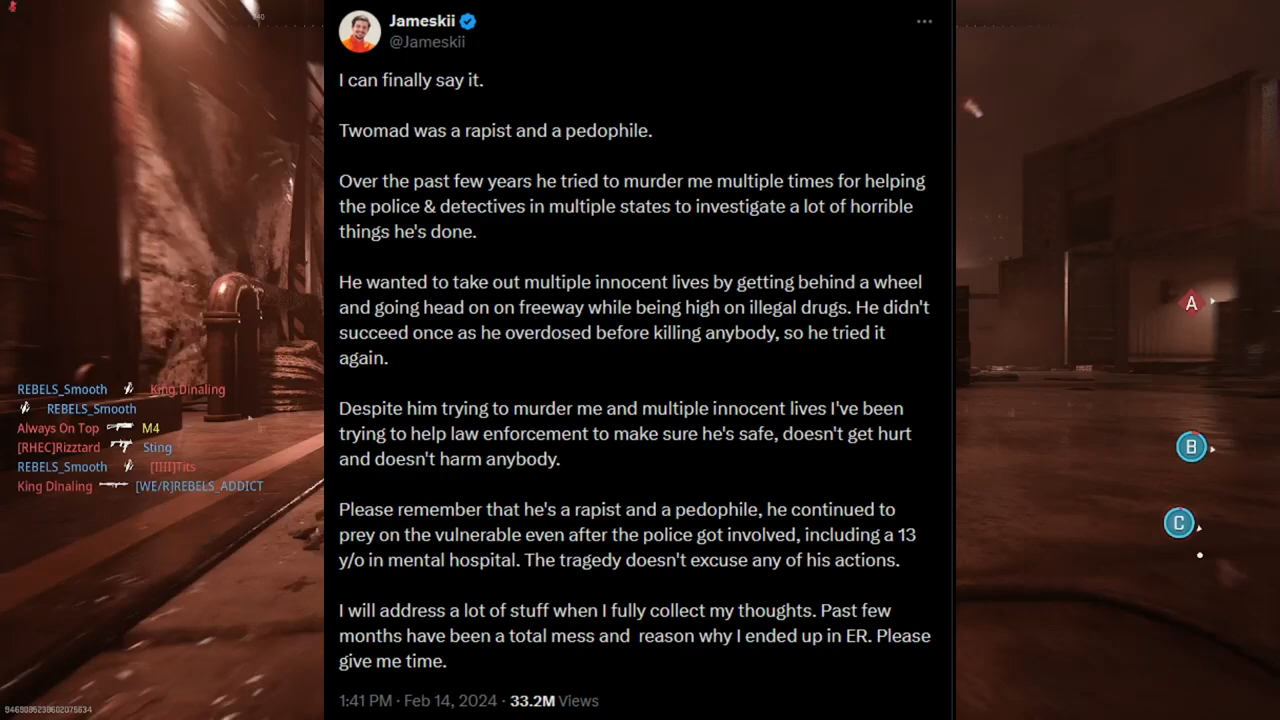 40
Jameskii
@Jameskii
I can finally say it.
Twomad was a rapist and a pedophile.
Over the past few years he tried to murder me multiple times for helping
the police & detectives in multiple states to investigate a lot of horrible
things he's done.
He wanted to take out multiple innocent lives by getting behind a wheel
and going head on on freeway while being high on illegal drugs. He didn't
succeed once as he overdosed before killing anybody, so he tried it
again.
Despite him trying to murder me and multiple innocent lives I've been
trying to help law enforcement to make sure he's safe, doesn't get hurt
and doesn't harm anybody.
Please remember that he's a rapist and a pedophile, he continued to
prey on the vulnerable even after the police got involved, including a 13
y/o in mental hospital. The tragedy doesn't excuse any of his actions.
I will address a lot of stuff when I fully collect my thoughts. Past few
months have been a total mess and  reason why I ended up in ER. Please
give me time.
1:41 PM · Feb 14, 2024 · 33.2M Views
REBELS_Smooth King Dinaling
REBELS_Smooth
Always On Top M4
[RHEC]Rizztard Sting
REBELS_Smooth [IIII]Tits
King Dinaling [WE/R]REBELS_ADDICT
A
B
C